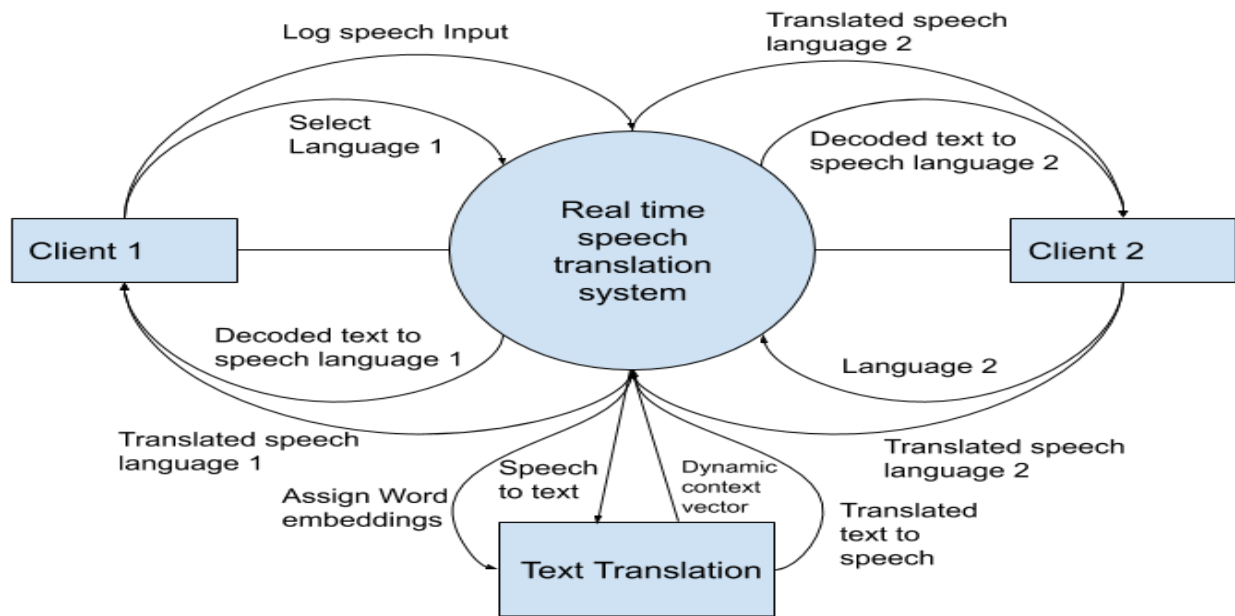 Log speech Input
Translated speech
language 2
Select
Language 1
Decoded text to
speech language 2
Client 1
Real time
speech
translation
system
Client 2
Decoded text to
speech language 1
Language 2
Translated speech
language 1
Translated speech
language 2
Assign Word
embeddings
Speech
to text
Dynamic
context
vector
Translated
text to
speech
Text Translation